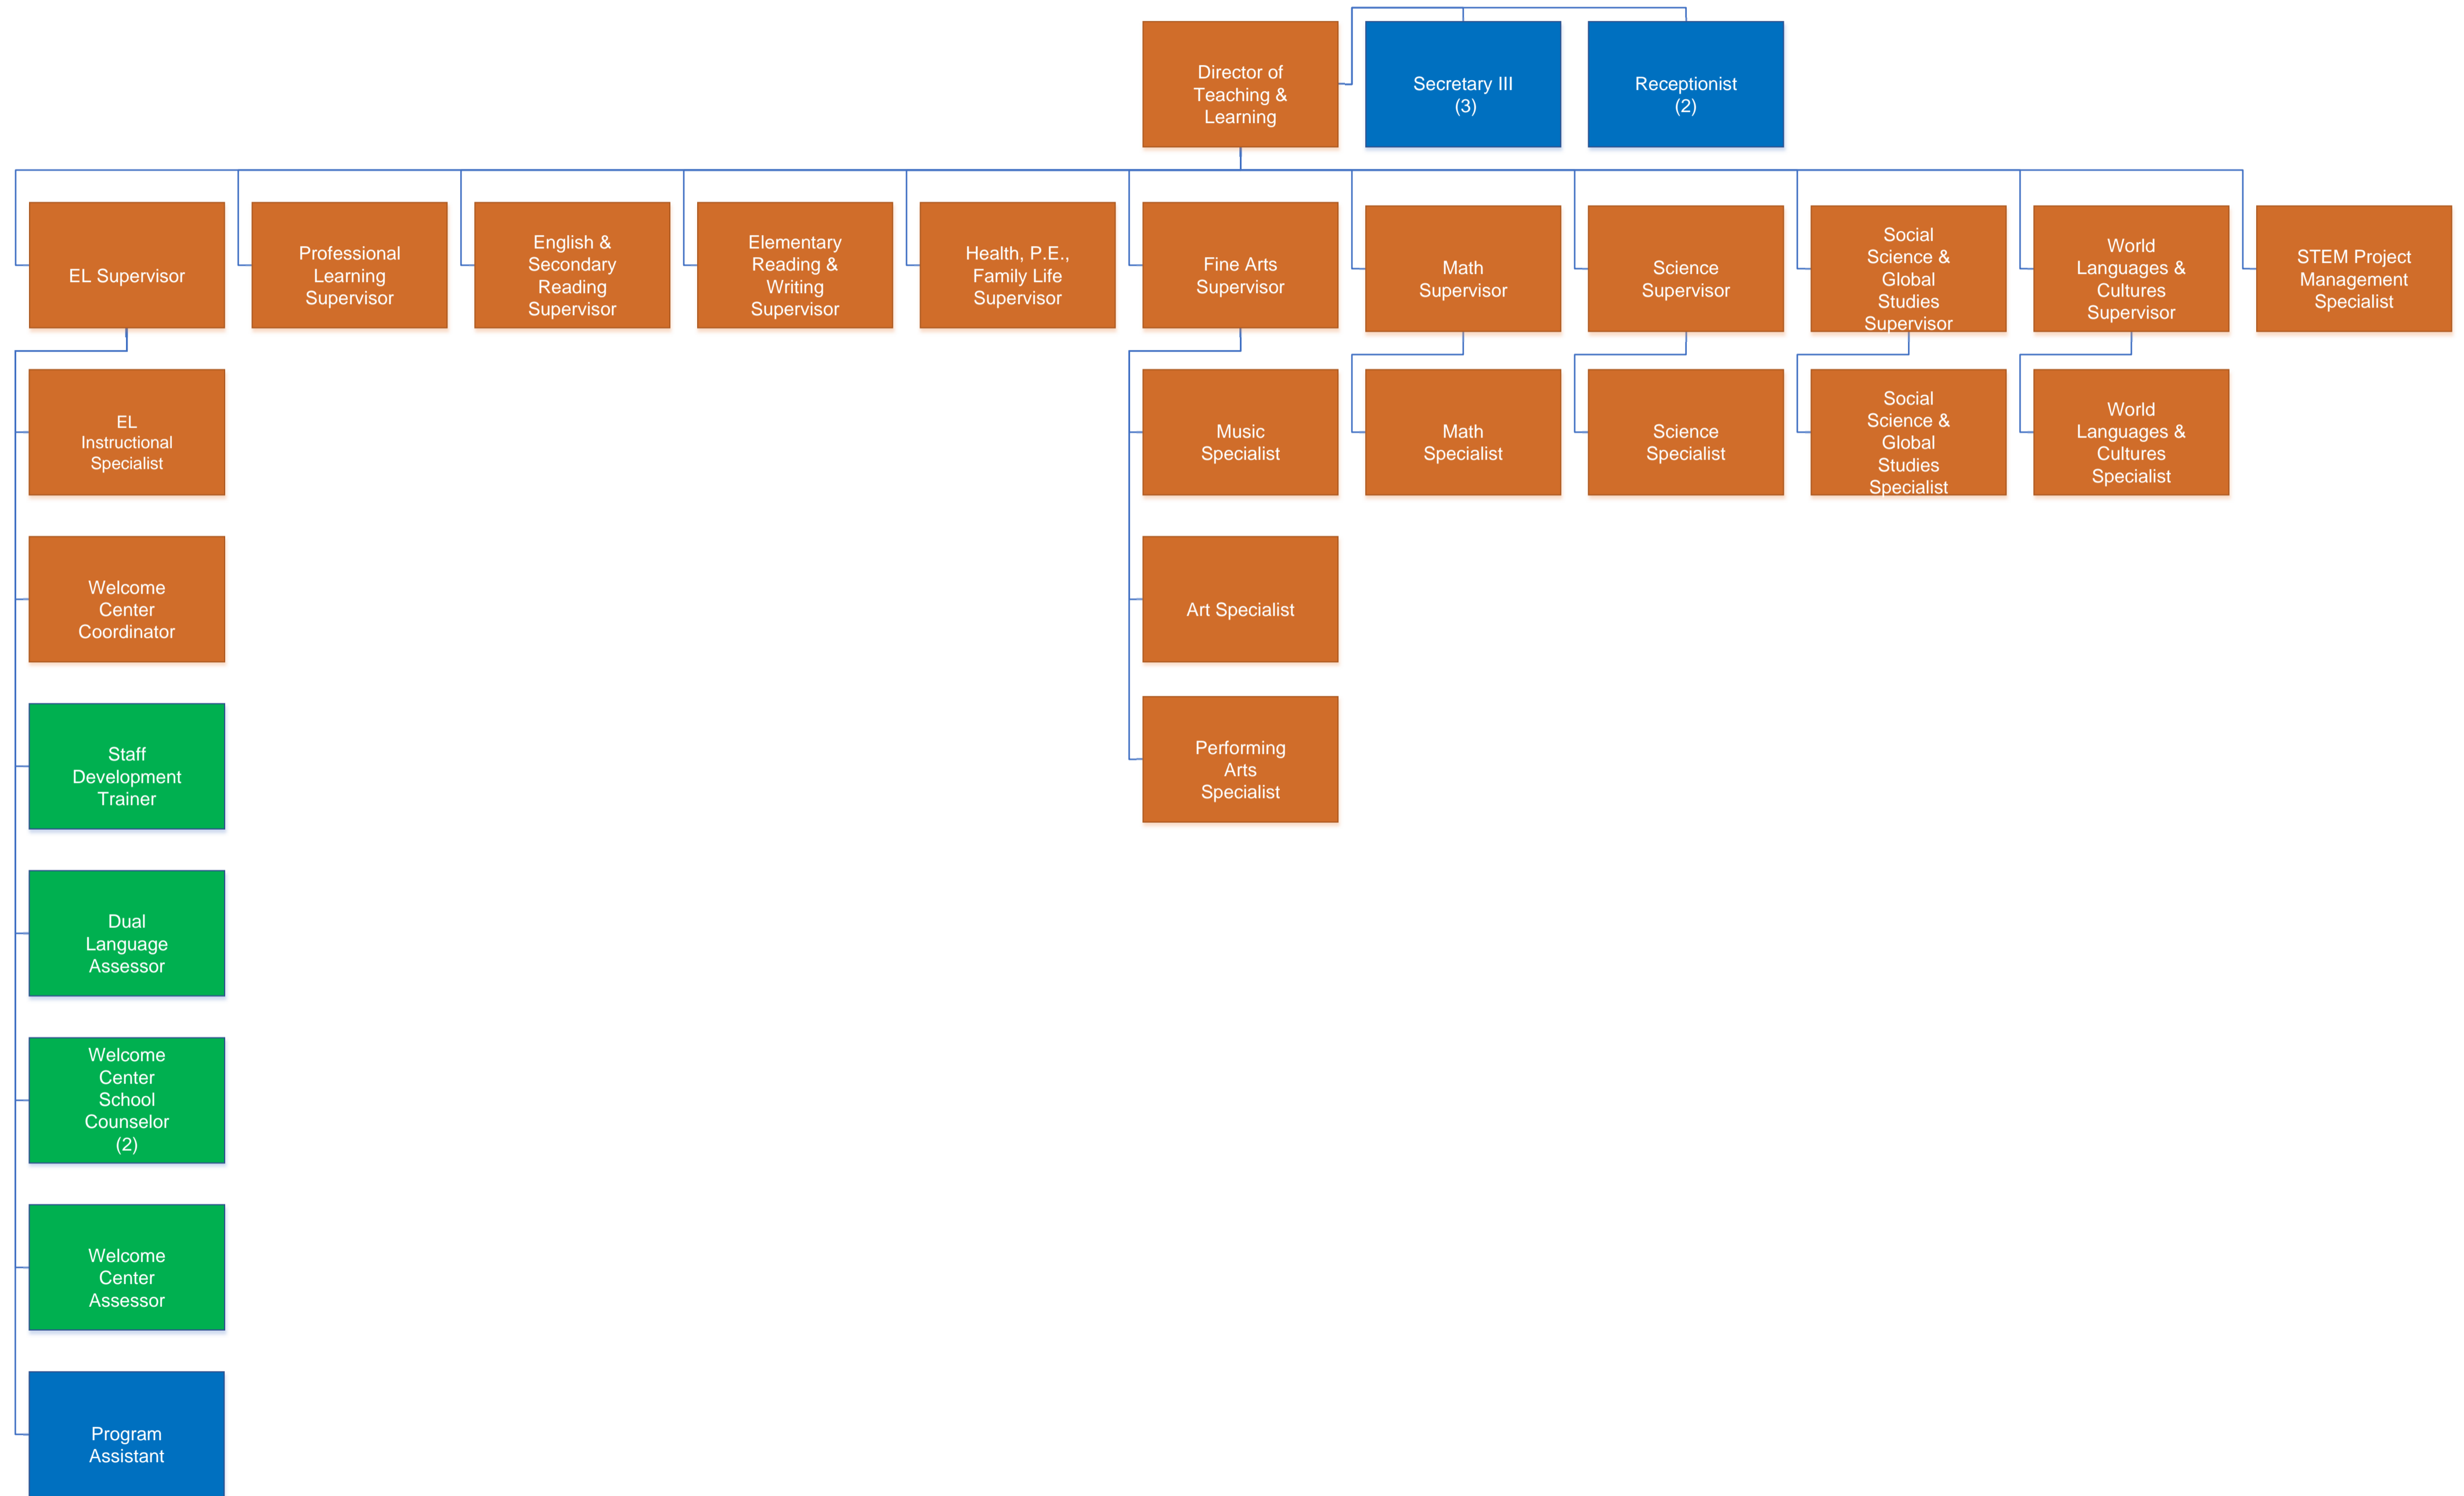 Director of
Teaching &
Learning
Secretary III
(3)
Receptionist
(2)
EL Supervisor
Professional
Learning
Supervisor
English &
Secondary
Reading
Supervisor
Elementary
Reading &
Writing
Supervisor
Health, P.E.,
Family Life
Supervisor
Fine Arts
Supervisor
Math
Supervisor
Science
Supervisor
Social
Science &
Global
Studies
Supervisor
World
Languages &
Cultures
Supervisor
STEM Project
Management
Specialist
EL
Instructional
Specialist
Music
Specialist
Math
Specialist
Science
Specialist
Social
Science &
Global
Studies
Specialist
World
Languages &
Cultures
Specialist
Welcome
Center
Coordinator
Art Specialist
Staff
Development
Trainer
Performing
Arts
Specialist
Dual
Language
Assessor
Welcome
Center
School
Counselor
(2)
Welcome
Center
Assessor
Program
Assistant